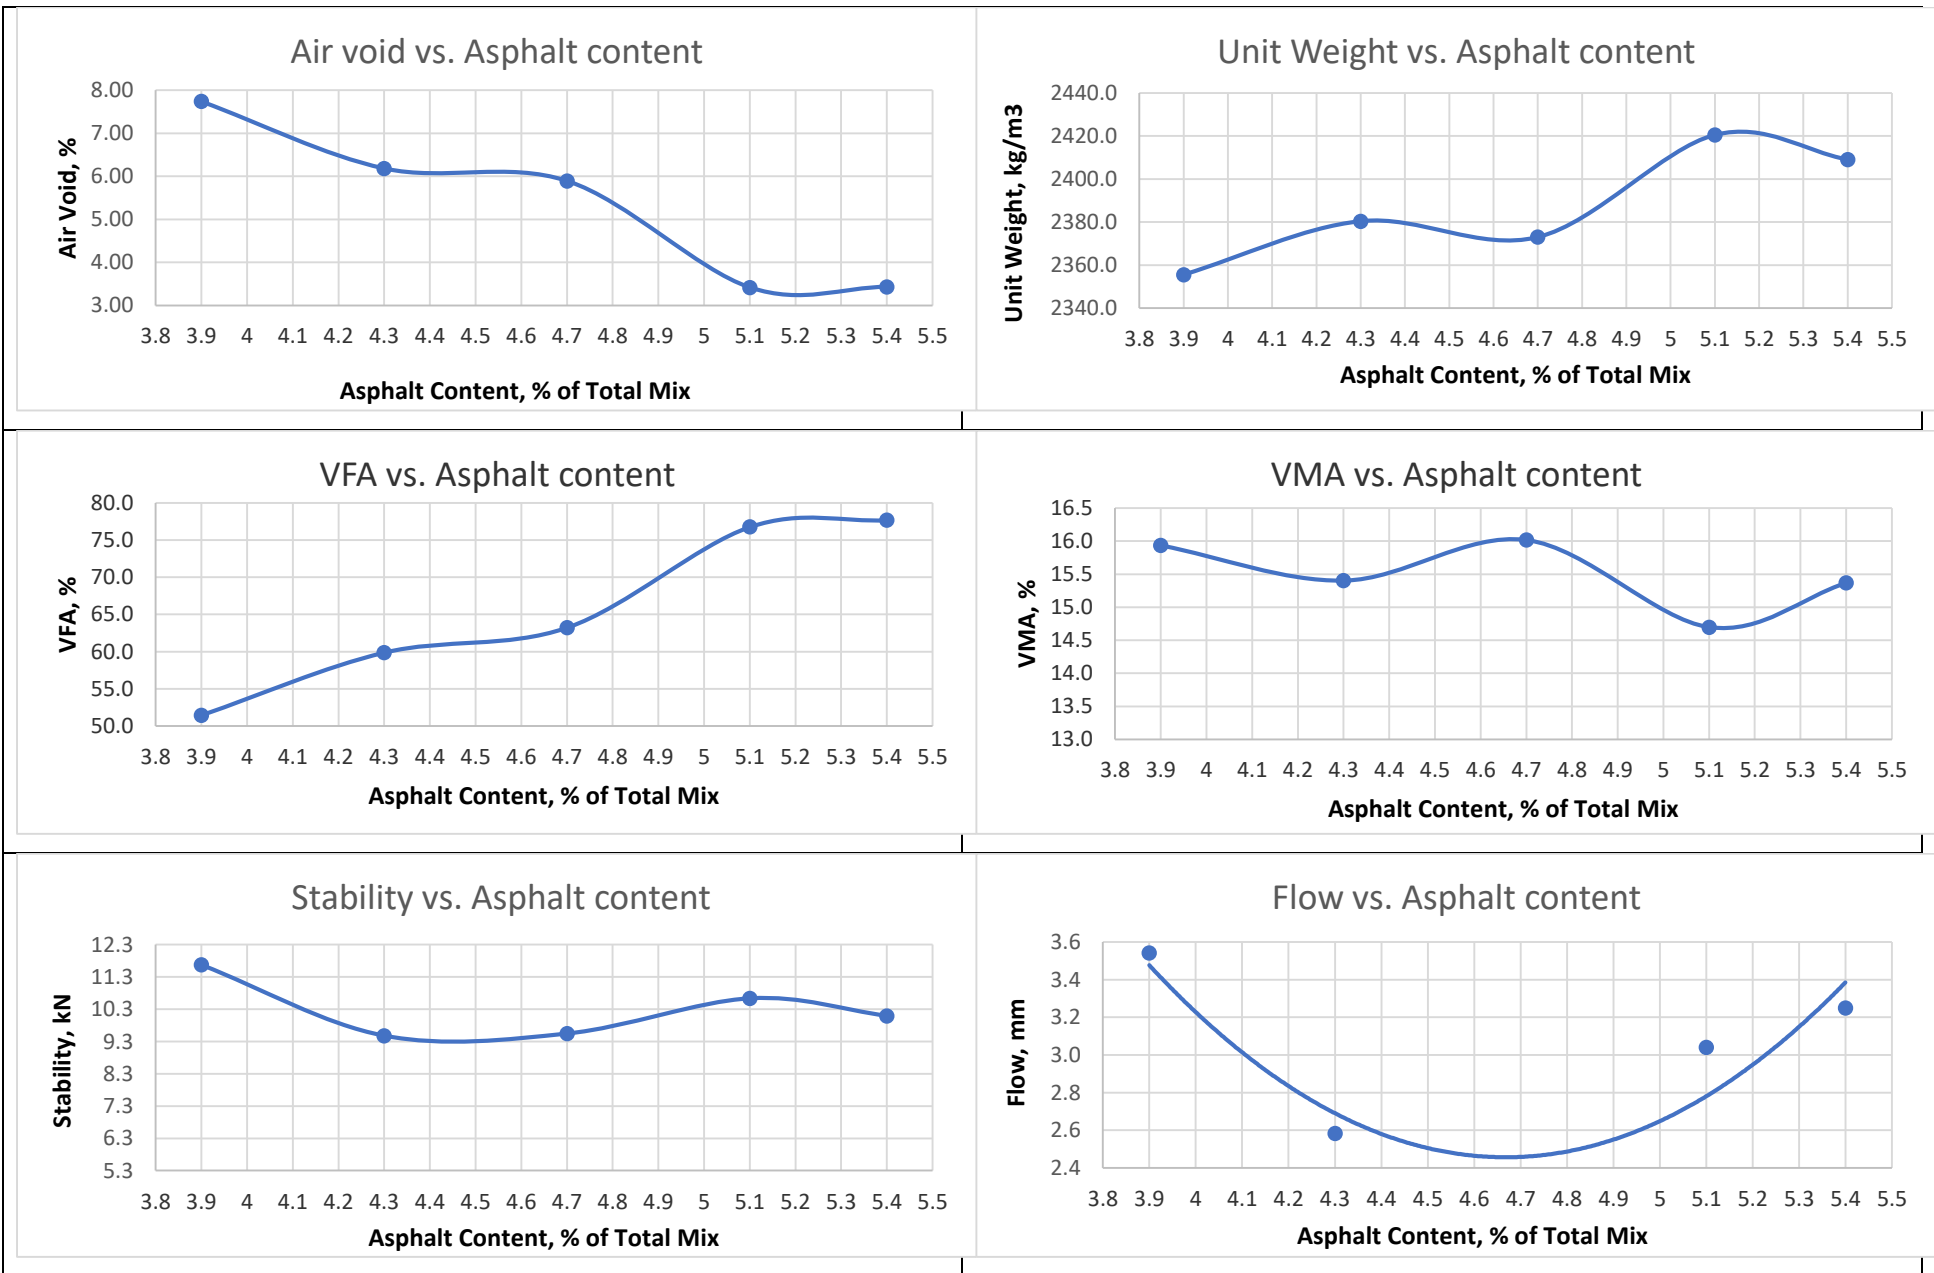 Air void vs. Asphalt content
8.00
7.00
6.00
5.00
4.00
3.00
Air Void, %
3.8 3.9 4 4.1 4.2 4.3 4.4 4.5 4.6 4.7 4.8 4.9 5 5.1 5.2 5.3 5.4 5.5
Asphalt Content, % of Total Mix
Unit Weight vs. Asphalt content
2440.0
2420.0
2400.0
2380.0
2360.0
2340.0
Unit Weight, kg/m3
3.8 3.9 4 4.1 4.2 4.3 4.4 4.5 4.6 4.7 4.8 4.9 5 5.1 5.2 5.3 5.4 5.5
Asphalt Content, % of Total Mix
VFA vs. Asphalt content
80.0
75.0
70.0
65.0
60.0
55.0
50.0
VFA, %
3.8 3.9 4 4.1 4.2 4.3 4.4 4.5 4.6 4.7 4.8 4.9 5 5.1 5.2 5.3 5.4 5.5
Asphalt Content, % of Total Mix
VMA vs. Asphalt content
16.5
16.0
15.5
15.0
14.5
14.0
13.5
13.0
VMA, %
3.8 3.9 4 4.1 4.2 4.3 4.4 4.5 4.6 4.7 4.8 4.9 5 5.1 5.2 5.3 5.4 5.5
Asphalt Content, % of Total Mix
Stability vs. Asphalt content
12.3
11.3
10.3
9.3
8.3
7.3
6.3
5.3
Stability, kN
3.8 3.9 4 4.1 4.2 4.3 4.4 4.5 4.6 4.7 4.8 4.9 5 5.1 5.2 5.3 5.4 5.5
Asphalt Content, % of Total Mix
Flow vs. Asphalt content
3.6
3.4
3.2
3.0
2.8
2.6
2.4
Flow, mm
3.8 3.9 4 4.1 4.2 4.3 4.4 4.5 4.6 4.7 4.8 4.9 5 5.1 5.2 5.3 5.4 5.5
Asphalt Content, % of Total Mix